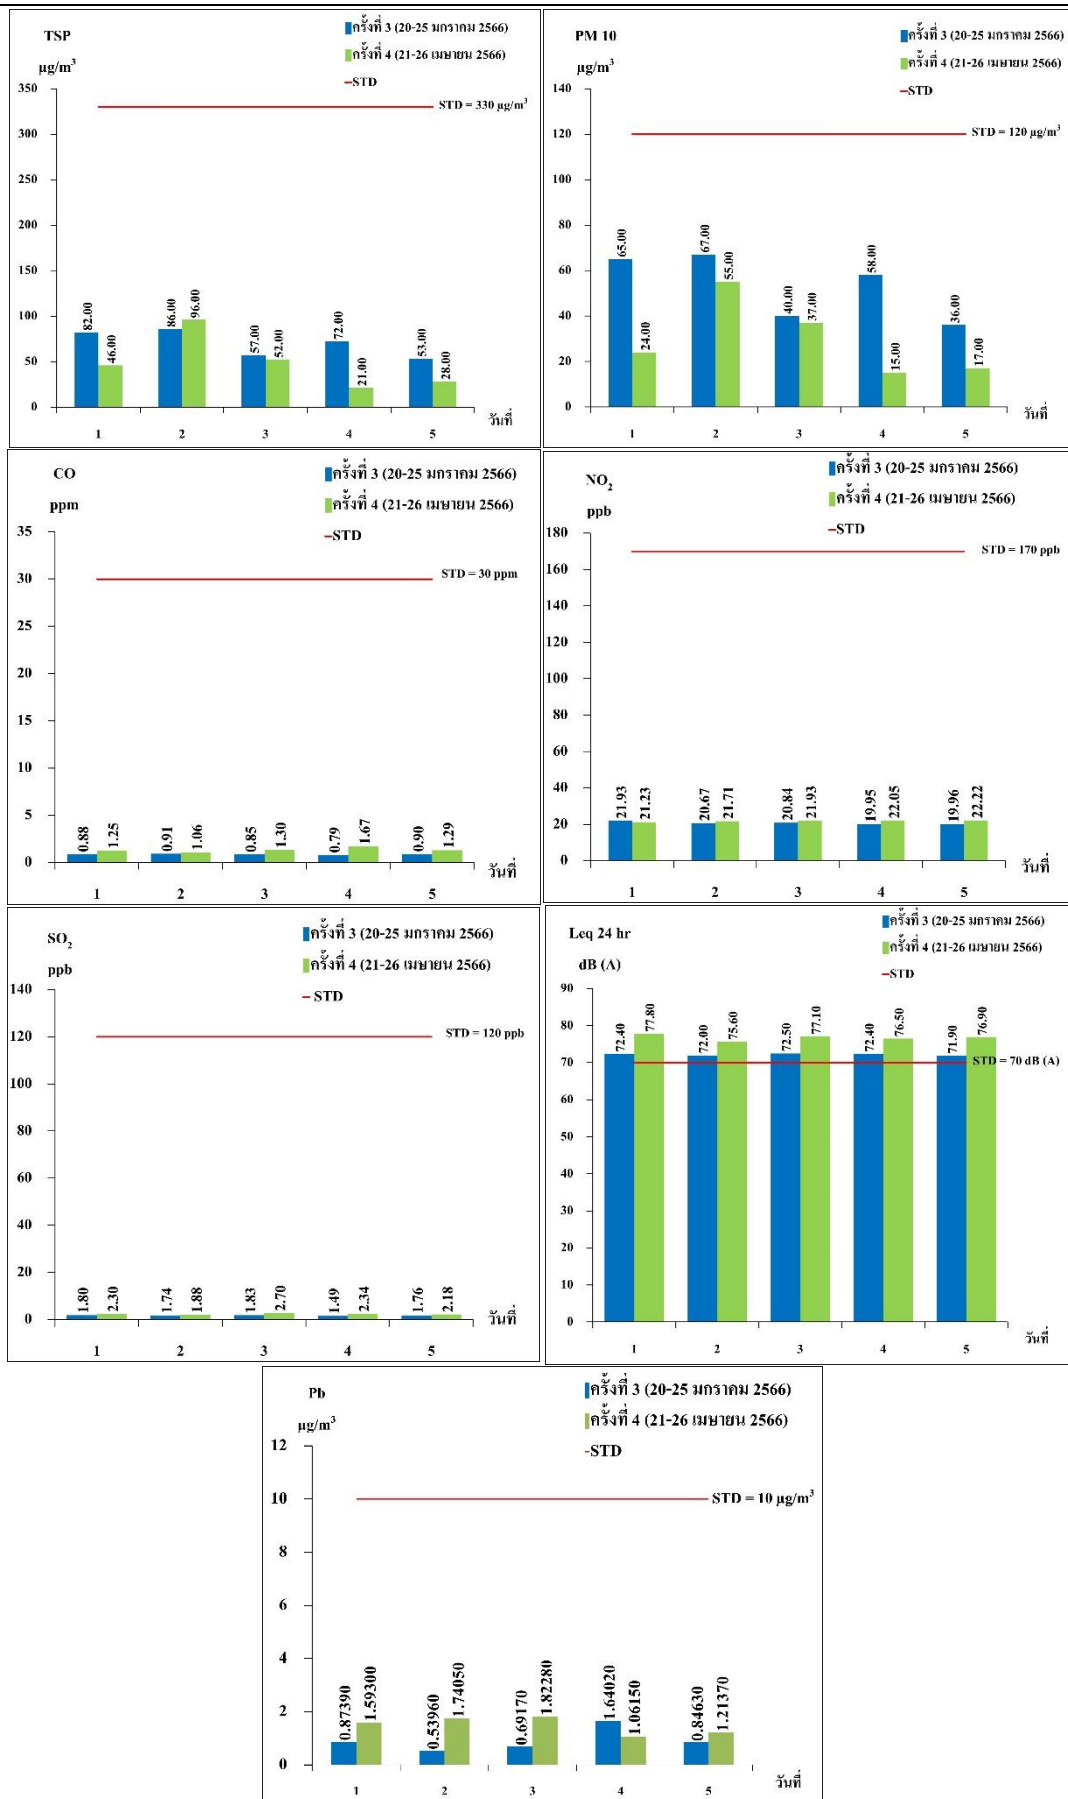 TSP
µg/m³
ครั้งที่ 3 (20-25 มกราคม 2566)
ครั้งที่ 4 (21-26 เมษายน 2566)
STD
STD = 330 µg/m³
350
300
250
200
150
100
50
0
82.00 46.00 86.00 96.00 57.00 52.00 72.00 21.00 53.00 28.00
1 2 3 4 5
วันที่
PM 10
µg/m³
ครั้งที่ 3 (20-25 มกราคม 2566)
ครั้งที่ 4 (21-26 เมษายน 2566)
STD
STD = 120 µg/m³
140
120
100
80
60
40
20
0
65.00 24.00 67.00 55.00 40.00 37.00 58.00 15.00 36.00 17.00
1 2 3 4 5
วันที่
CO
ppm
ครั้งที่ 3 (20-25 มกราคม 2566)
ครั้งที่ 4 (21-26 เมษายน 2566)
STD
STD = 30 ppm
35
30
25
20
15
10
5
0
0.88 1.25 0.91 1.06 0.85 1.30 0.79 1.67 0.90 1.29
1 2 3 4 5
วันที่
NO₂
ppb
ครั้งที่ 3 (20-25 มกราคม 2566)
ครั้งที่ 4 (21-26 เมษายน 2566)
STD
STD = 170 ppb
180
160
140
120
100
80
60
40
20
0
21.93 21.23 20.67 21.71 20.84 21.93 19.95 22.05 19.96 22.22
1 2 3 4 5
วันที่
SO₂
ppb
ครั้งที่ 3 (20-25 มกราคม 2566)
ครั้งที่ 4 (21-26 เมษายน 2566)
STD
STD = 120 ppb
140
120
100
80
60
40
20
0
1.80 2.30 1.74 1.88 1.83 2.70 1.49 2.34 1.76 2.18
1 2 3 4 5
วันที่
Leq 24 hr
dB (A)
ครั้งที่ 3 (20-25 มกราคม 2566)
ครั้งที่ 4 (21-26 เมษายน 2566)
STD
STD = 70 dB (A)
90
80
70
60
50
40
30
20
10
0
72.40 77.80 72.00 75.60 72.50 77.10 72.40 76.50 71.90 76.90
1 2 3 4 5
วันที่
Pb
µg/m³
ครั้งที่ 3 (20-25 มกราคม 2566)
ครั้งที่ 4 (21-26 เมษายน 2566)
STD
STD = 10 µg/m³
12
10
8
6
4
2
0
0.87390 1.59300 0.53960 1.74050 0.69170 1.82280 1.64020 1.06150 0.84630 1.21370
1 2 3 4 5
วันที่